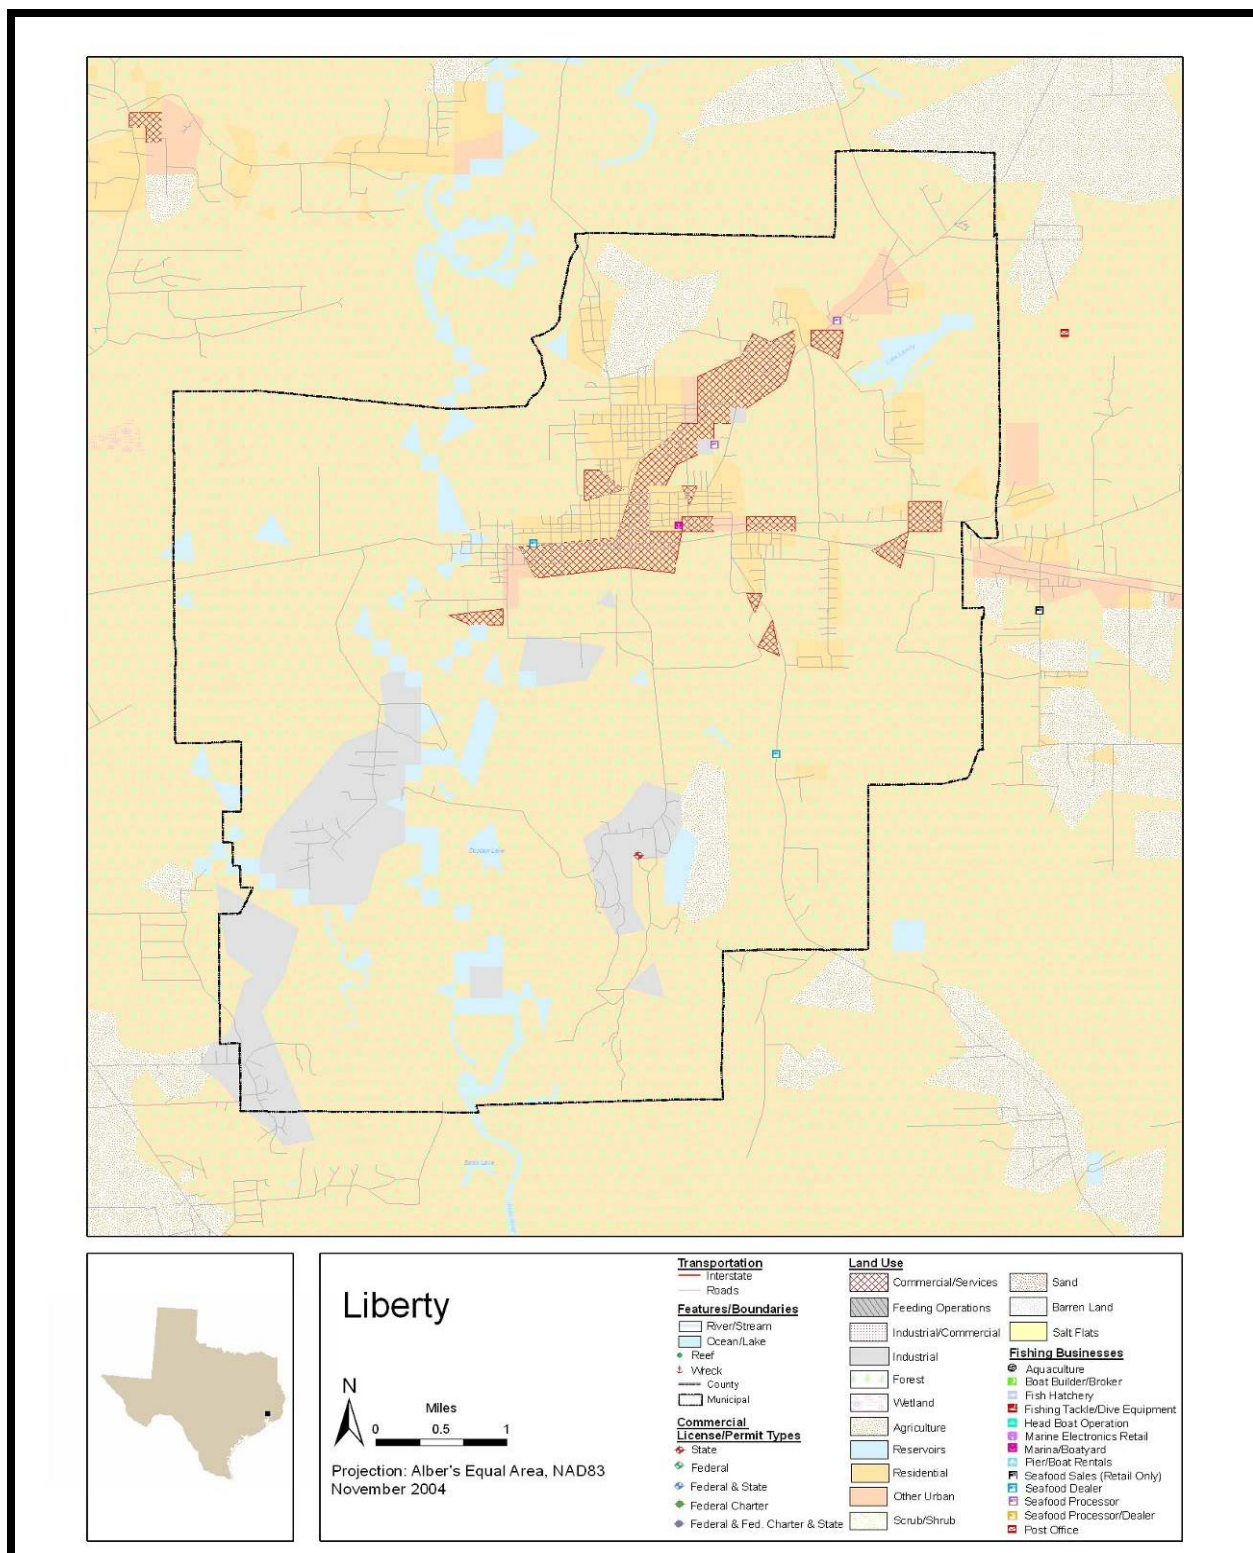 Lake Liberty
Liberty
N
Miles
0 0.5 1
Projection: Alber's Equal Area, NAD83
November 2004
Transportation
Interstate
Roads
Features/Boundaries
River/Stream
Ocean/Lake
Reef
Wreck
County
Municipal
Commercial
License/Permit Types
State
Federal
Federal & State
Federal Charter
Federal & Fed. Charter & State
Land Use
Commercial/Services
Feeding Operations
Industrial/Commercial
Industrial
Forest
Wetland
Agriculture
Reservoirs
Residential
Other Urban
Scrub/Shrub
Sand
Barren Land
Salt Flats
Fishing Businesses
Aquaculture
Boat Builder/Broker
Fish Hatchery
Fishing Tackle/Dive Equipment
Head Boat Operation
Marine Electronics Retail
Marina/Boatyard
Pier/Boat Rentals
Seafood Sales (Retail Only)
Seafood Dealer
Seafood Processor
Seafood Processor/Dealer
Post Office